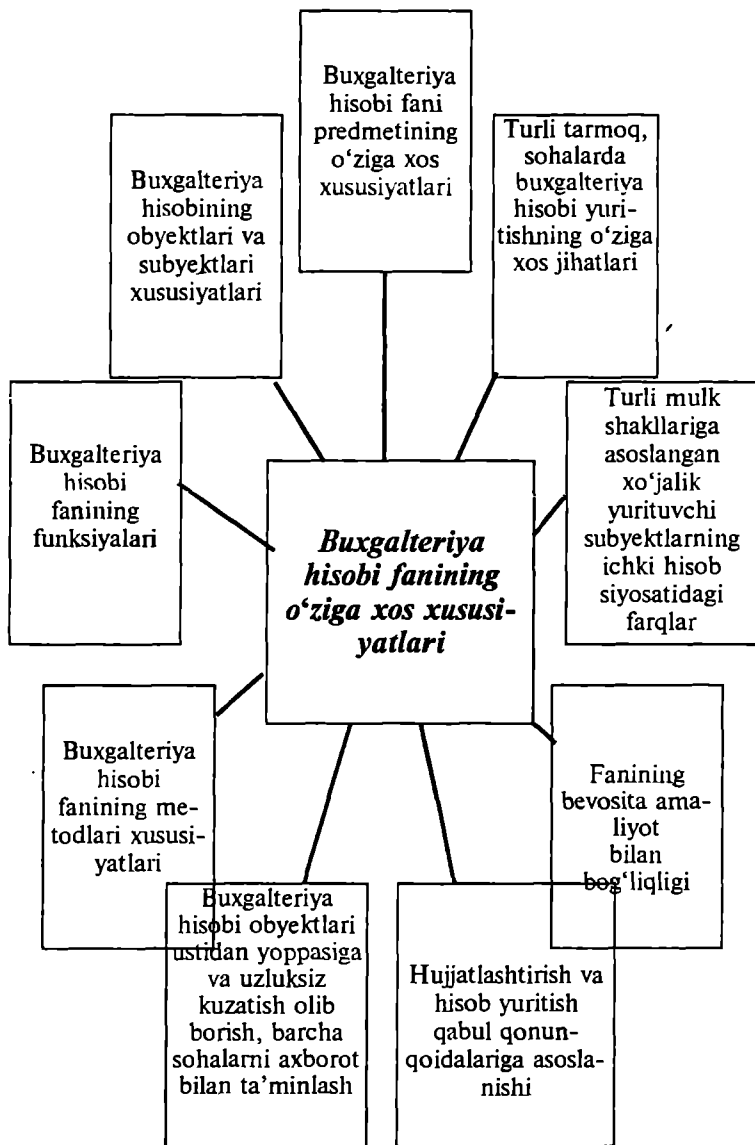 Buxgalteriya
hisobi fani
predmetining
o‘ziga xos
xususiyatlari
Turli tarmoq,
sohalarda
buxgalteriya
hisobi yuri-
tishning o‘ziga
xos jihatlari
Buxgalteriya
hisobining
obyektlari va
subyektlari
xususiyatlari
Turli mulk
shakllariga
asoslangan
xo‘jalik
yurituvchi
subyektlarning
ichki hisob
siyosatidagi
farqlar
Buxgalteriya
hisobi
fanining
funksiyalari
Buxgalteriya
hisobi fanining
o‘ziga xos xususi-
yatlari
Buxgalteriya
hisobi
fanining me-
todlari xususi-
yatlari
Fanining
bevosita ama-
liyot
bilan
bog‘liqligi
Buxgalteriya
hisobi obyektlari
ustidan yoppasiga
va uzluksiz
kuzatish olib
borish, barcha
sohalarni axborot
bilan ta’minlash
Hujjatlashtirish va
hisob yuritish
qabul qonun-
qoidalariga asosla-
nishi